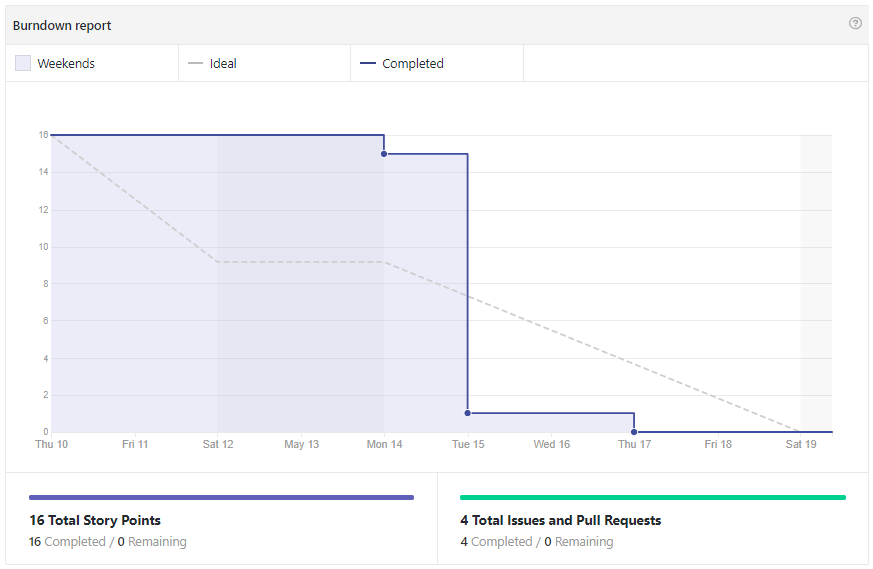 Burndown report
?
Weekends
Ideal
Completed
16
14
12
10
8
6
4
2
0
Thu 10 Fri 11 Sat 12 May 13 Mon 14 Tue 15 Wed 16 Thu 17 Fri 18 Sat 19
16 Total Story Points
16 Completed / 0 Remaining
4 Total Issues and Pull Requests
4 Completed / 0 Remaining